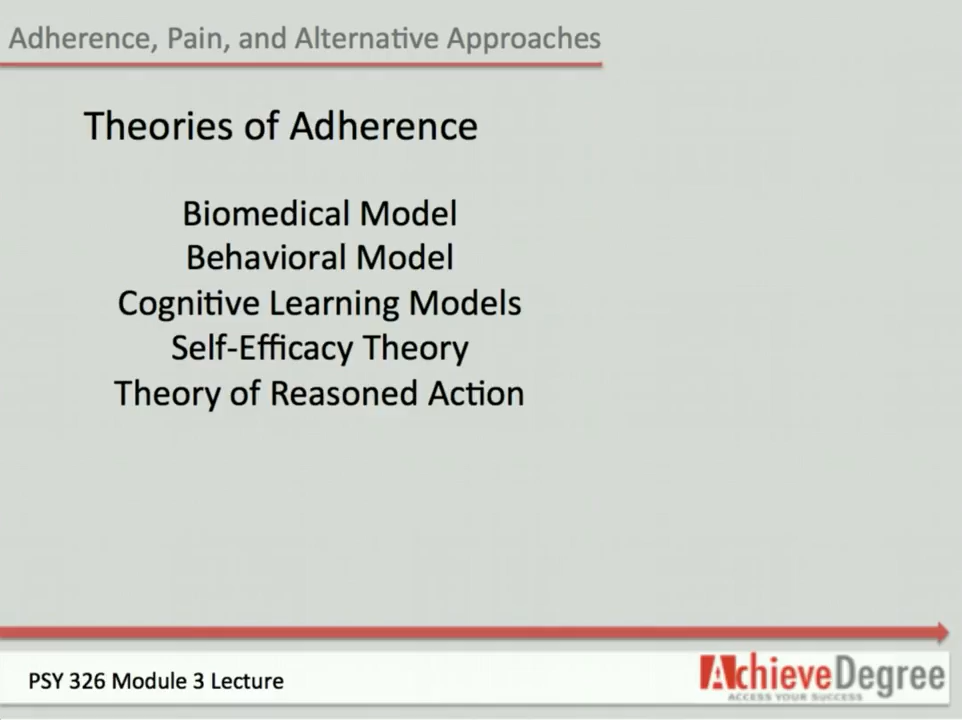 Adherence, Pain, and Alternative Approaches
Theories of Adherence
Biomedical Model
Behavioral Model
Cognitive Learning Models
Self-Efficacy Theory
Theory of Reasoned Action
PSY 326 Module 3 Lecture
AchieveDegree
ACCESS YOUR SUCCESS